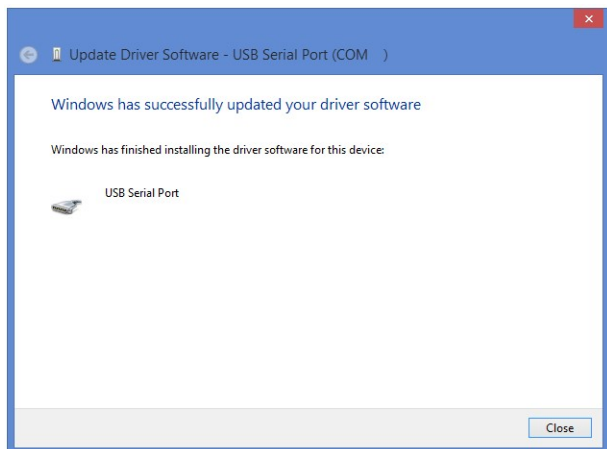 Update Driver Software - USB Serial Port (COM    )
Windows has successfully updated your driver software
Windows has finished installing the driver software for this device:
USB Serial Port
Close